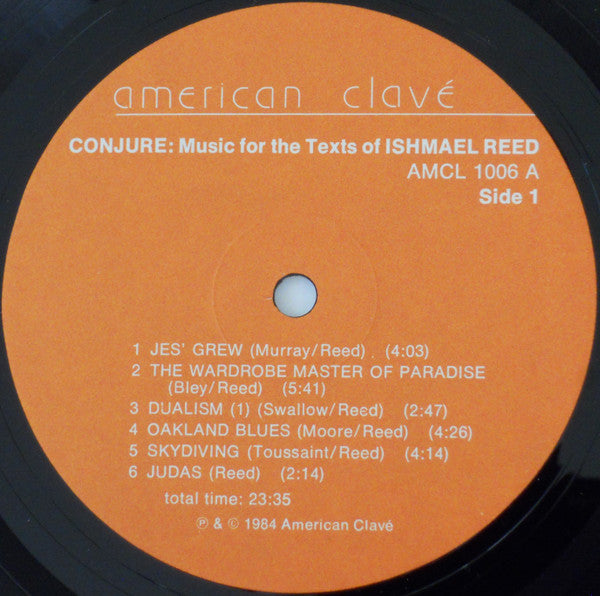 american clavé
CONJURE: Music for the Texts of ISHMAEL REED
AMCL 1006 A
Side 1
1 JES' GREW (Murray/Reed) (4:03)
2 THE WARDROBE MASTER OF PARADISE
(Bley/Reed) (5:41)
3 DUALISM (1) (Swallow/Reed) (2:47)
4 OAKLAND BLUES (Moore/Reed) (4:26)
5 SKYDIVING (Toussaint/Reed) (4:14)
6 JUDAS (Reed) (2:14)
total time: 23:35
℗ & © 1984 American Clavé